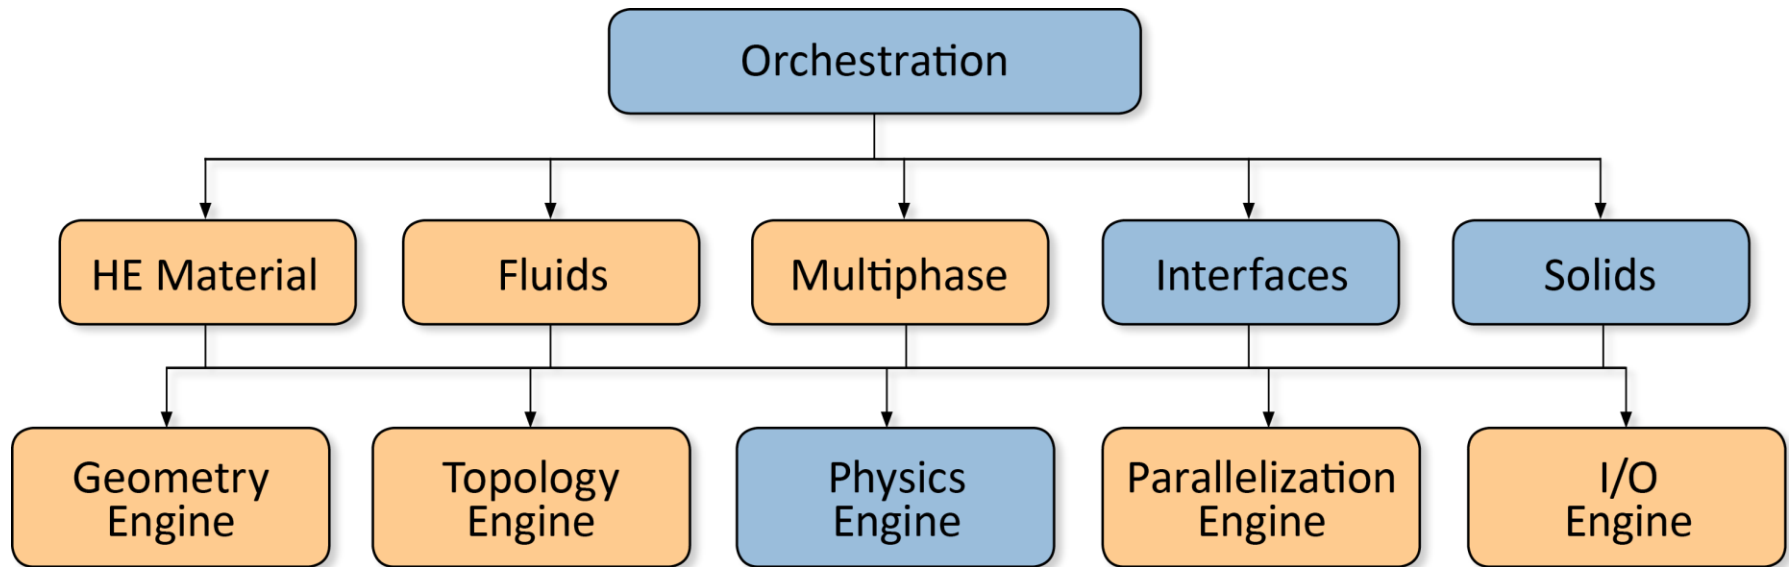 Orchestration
HE Material
Fluids
Multiphase
Interfaces
Solids
Geometry
Engine
Topology
Engine
Physics
Engine
Parallelization
Engine
I/O
Engine